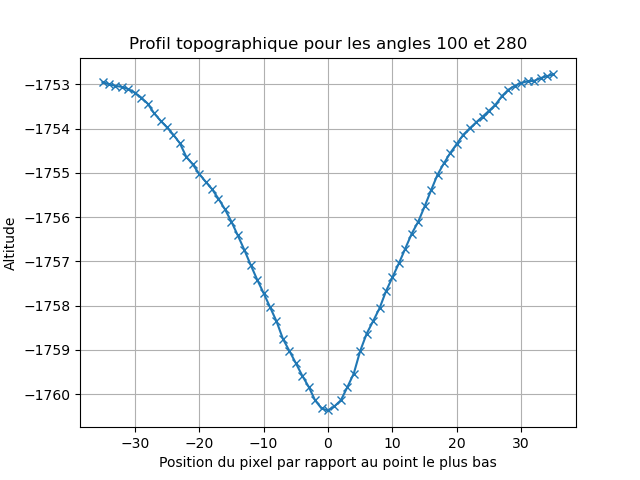 Profil topographique pour les angles 100 et 280
−1753
−1754
−1755
−1756
−1757
−1758
−1759
−1760
Altitude
−30 −20 −10 0 10 20 30
Position du pixel par rapport au point le plus bas